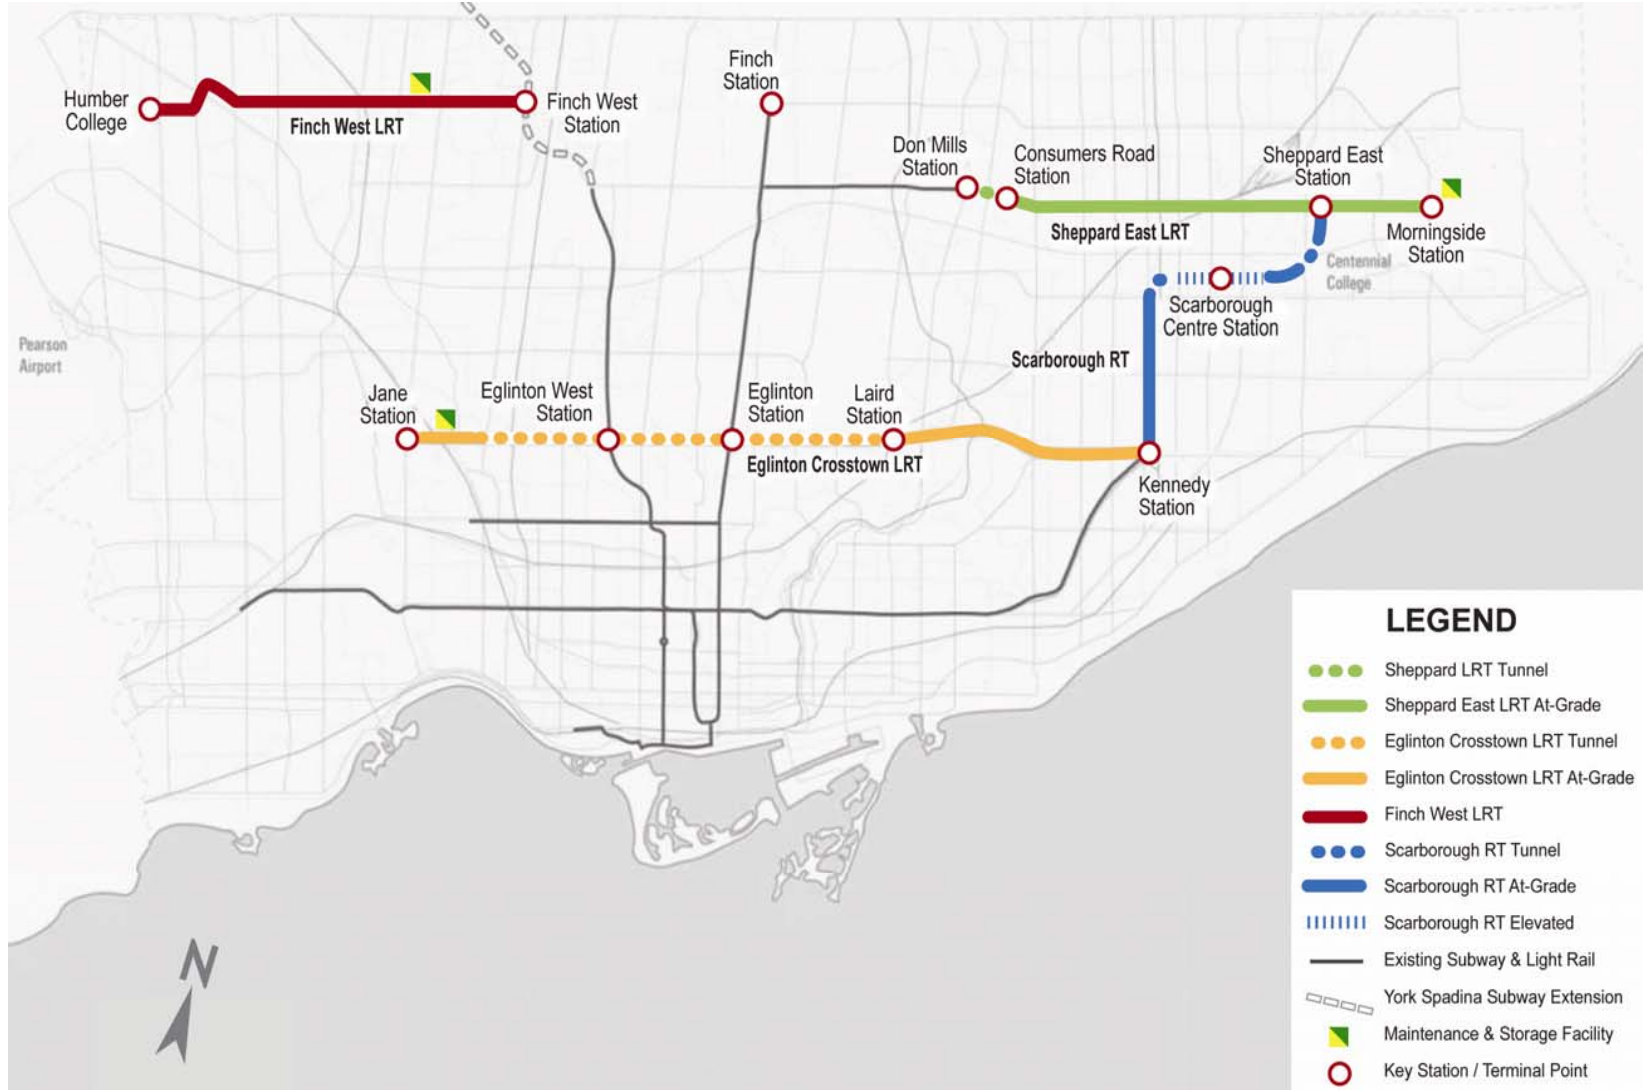 Finch
Station
Humber
College
Finch West LRT
Finch West
Station
Don Mills
Station
Consumers Road
Station
Sheppard East
Station
Sheppard East LRT
Morningside
Station
Centennial
College
Scarborough
Centre Station
Scarborough RT
Pearson
Airport
Jane
Station
Eglinton West
Station
Eglinton
Station
Laird
Station
Eglinton Crosstown LRT
Kennedy
Station
N
LEGEND
Sheppard LRT Tunnel
Sheppard East LRT At-Grade
Eglinton Crosstown LRT Tunnel
Eglinton Crosstown LRT At-Grade
Finch West LRT
Scarborough RT Tunnel
Scarborough RT At-Grade
Scarborough RT Elevated
Existing Subway & Light Rail
York Spadina Subway Extension
Maintenance & Storage Facility
Key Station / Terminal Point